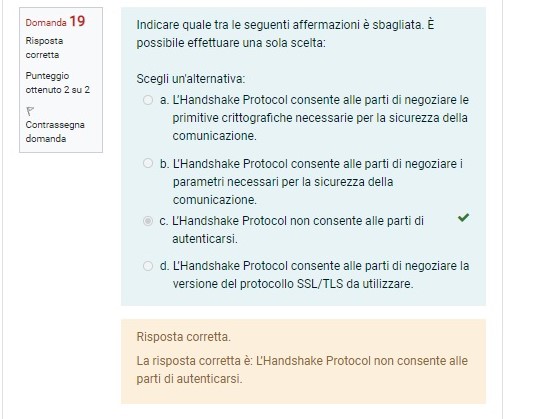 Domanda 19
Risposta
corretta
Punteggio
ottenuto 2 su 2
Contrassegna
domanda
Indicare quale tra le seguenti affermazioni è sbagliata. È
possibile effettuare una sola scelta:
Scegli un'alternativa:
a. L'Handshake Protocol consente alle parti di negoziare le
primitive crittografiche necessarie per la sicurezza della
comunicazione.
b. L'Handshake Protocol consente alle parti di negoziare i
parametri necessari per la sicurezza della
comunicazione.
c. L'Handshake Protocol non consente alle parti di
autenticarsi.
d. L'Handshake Protocol consente alle parti di negoziare la
versione del protocollo SSL/TLS da utilizzare.
Risposta corretta.
La risposta corretta è: L'Handshake Protocol non consente alle
parti di autenticarsi.